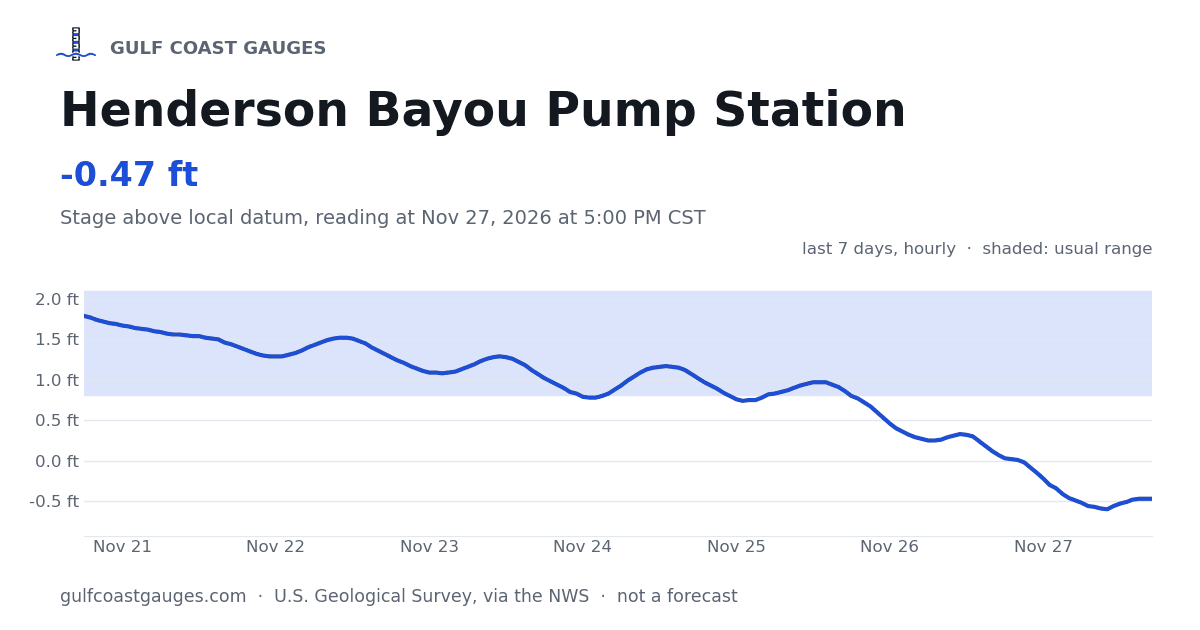 GULF COAST GAUGES
Henderson Bayou Pump Station
-0.47 ft
Stage above local datum, reading at Nov 27, 2026 at 5:00 PM CST
last 7 days, hourly · shaded: usual range
2.0 ft
1.5 ft
1.0 ft
0.5 ft
0.0 ft
-0.5 ft
Nov 21 Nov 22 Nov 23 Nov 24 Nov 25 Nov 26 Nov 27
gulfcoastgauges.com · U.S. Geological Survey, via the NWS · not a forecast